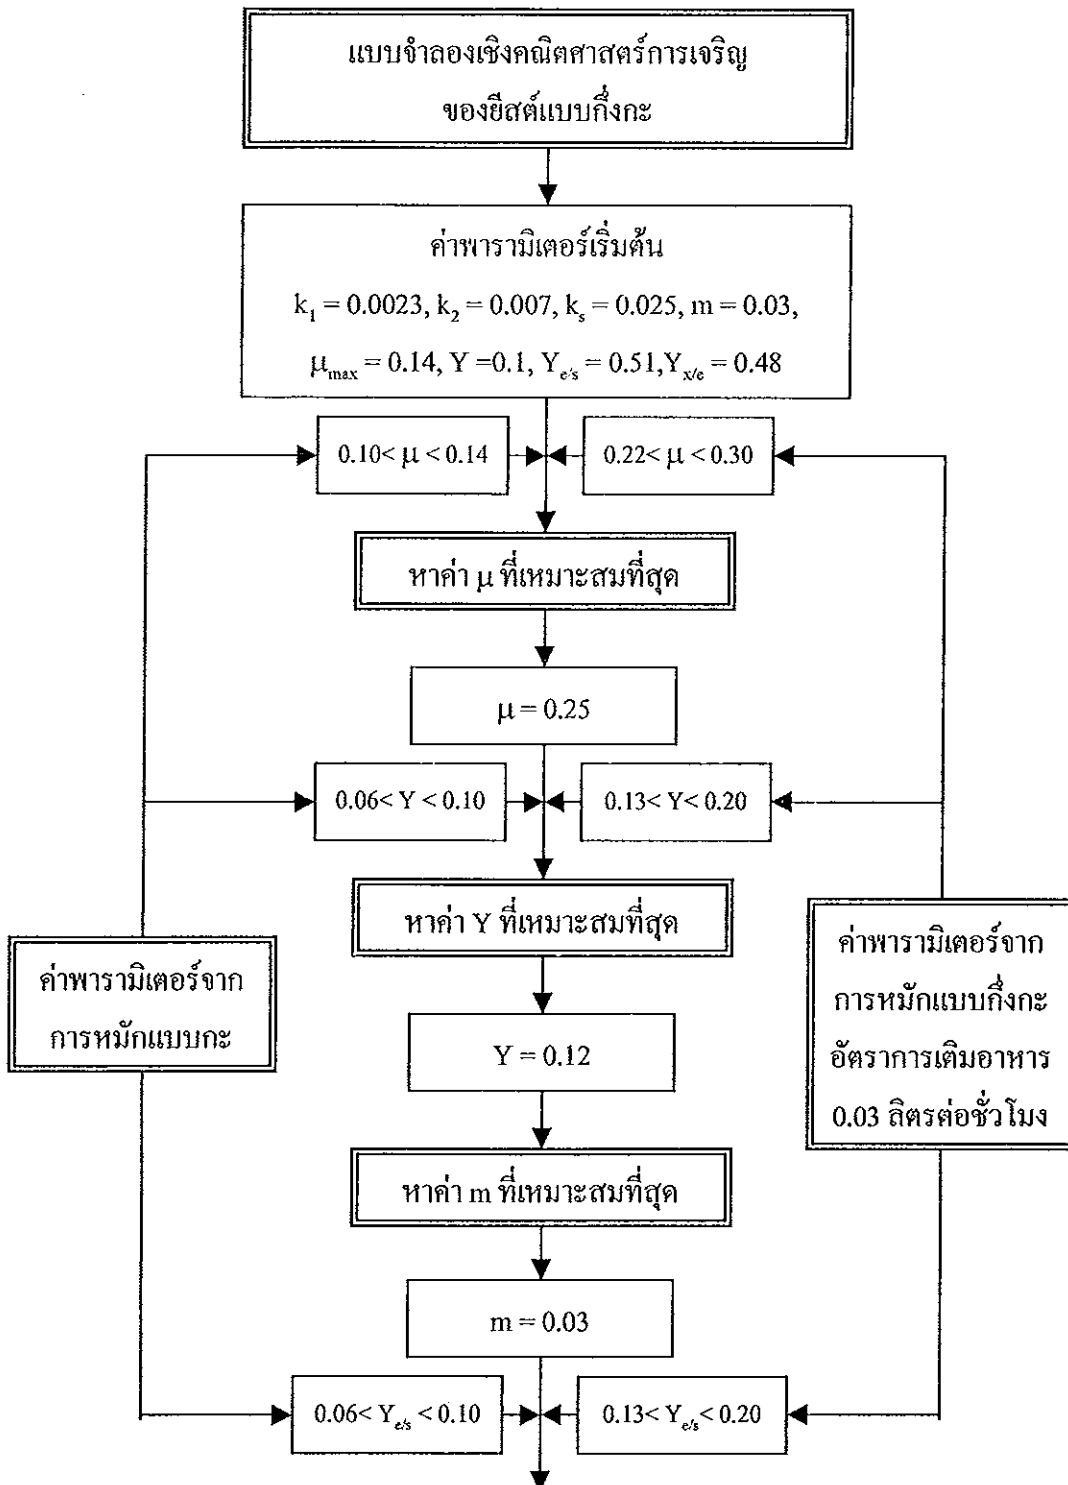 แบบจำลองเชิงคณิตศาสตร์การเจริญ
ของยีสต์แบบกึ่งกะ
ค่าพารามิเตอร์เริ่มต้น
k₁ = 0.0023, k₂ = 0.007, kₛ = 0.025, m = 0.03,
μmax = 0.14, Y =0.1, Ye/s = 0.51,Yx/e = 0.48
0.10< μ < 0.14
0.22< μ < 0.30
หาค่า μ ที่เหมาะสมที่สุด
μ = 0.25
0.06< Y < 0.10
0.13< Y< 0.20
หาค่า Y ที่เหมาะสมที่สุด
ค่าพารามิเตอร์จาก
การหมักแบบกะ
ค่าพารามิเตอร์จาก
การหมักแบบกึ่งกะ
อัตราการเติมอาหาร
0.03 ลิตรต่อชั่วโมง
Y = 0.12
หาค่า m ที่เหมาะสมที่สุด
m = 0.03
0.06< Ye/s < 0.10
0.13< Ye/s < 0.20